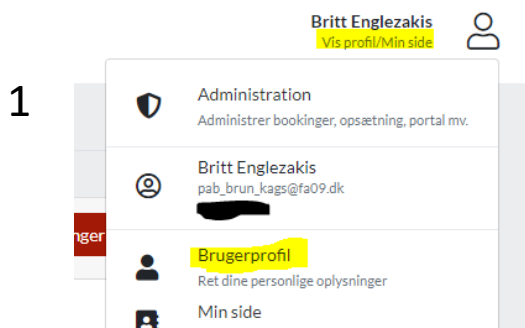 Britt Englezakis
Vis profil/Min side
1
Administration
Administrer bookinger, opsætning, portal mv.
Britt Englezakis
pab_brun_kags@fa09.dk
nger
Brugerprofil
Ret dine personlige oplysninger
Min side